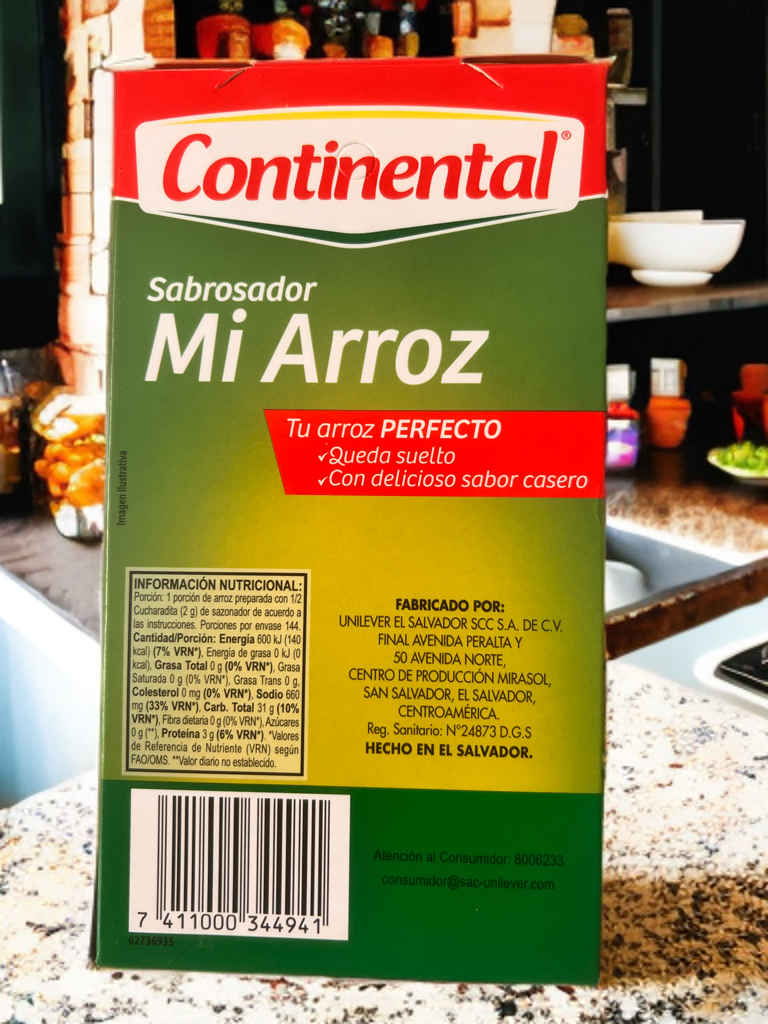 Continental®
Sabrosador
Mi Arroz
Tu arroz PERFECTO
✓Queda suelto
✓Con delicioso sabor casero
Imagen Ilustrativa
INFORMACIÓN NUTRICIONAL:
Porción: 1 porción de arroz preparada con 1/2
Cucharadita (2 g) de sazonador de acuerdo a
las instrucciones. Porciones por envase 144.
Cantidad/Porción: Energía 600 kJ (140
kcal) (7% VRN*), Energía de grasa 0 kJ (0
kcal), Grasa Total 0 g (0% VRN*), Grasa
Saturada 0 g (0% VRN*), Grasa Trans 0 g,
Colesterol 0 mg (0% VRN*), Sodio 660
mg (33% VRN*), Carb. Total 31 g (10%
VRN*), Fibra dietaria 0 g (0% VRN*), Azúcares
0 g (**), Proteína 3 g (6% VRN*). *Valores
de Referencia de Nutriente (VRN) según
FAO/OMS. **Valor diario no establecido.
FABRICADO POR:
UNILEVER EL SALVADOR SCC S.A. DE C.V.
FINAL AVENIDA PERALTA Y
50 AVENIDA NORTE,
CENTRO DE PRODUCCIÓN MIRASOL,
SAN SALVADOR, EL SALVADOR,
CENTROAMÉRICA.
Reg. Sanitario: N°24873 D.G.S
HECHO EN EL SALVADOR.
7 411000 344941
62736935
Atención al Consumidor: 8006233
consumidor@sac-unilever.com